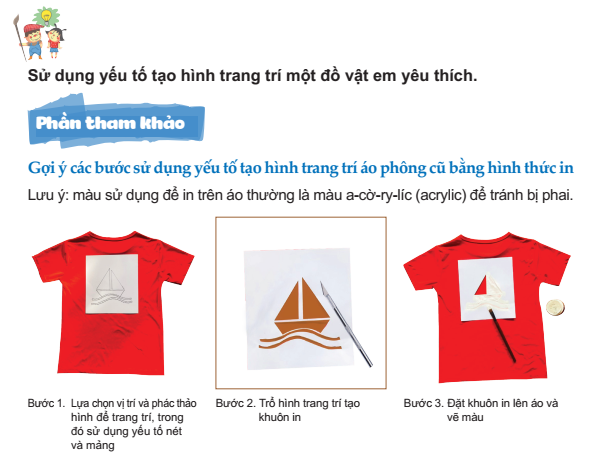 Sử dụng yếu tố tạo hình trang trí một đồ vật em yêu thích.
Phần tham khảo
Gợi ý các bước sử dụng yếu tố tạo hình trang trí áo phông cũ bằng hình thức in
Lưu ý: màu sử dụng để in trên áo thường là màu a-cờ-ry-líc (acrylic) để tránh bị phai.
Bước 1. Lựa chọn vị trí và phác thảo
hình để trang trí, trong
đó sử dụng yếu tố nét
và mảng
Bước 2. Trổ hình trang trí tạo
khuôn in
Bước 3. Đặt khuôn in lên áo và
vẽ màu